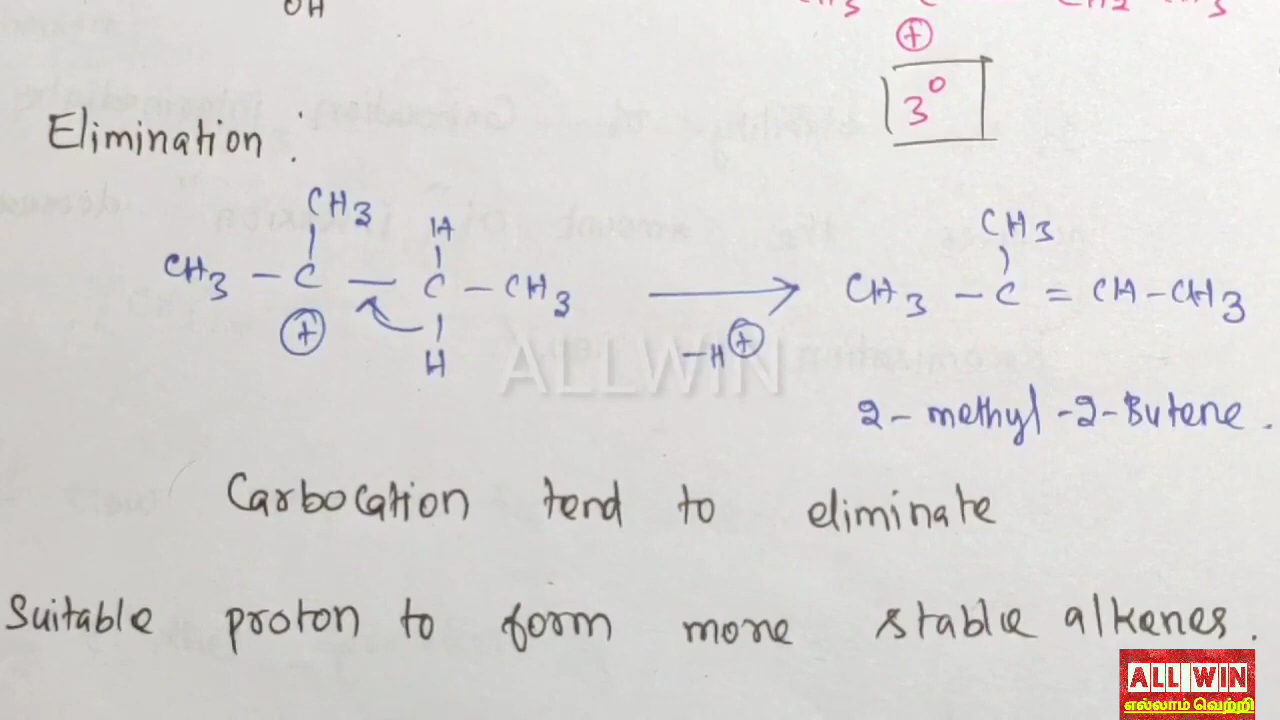 OH
CH3
⊕
3°
Elimination :
CH3 H
CH3 – C — C – CH3 → CH3 – C = CH – CH3
⊕ H –H⊕ CH3
2 – methyl – 2 – Butene .
ALLWIN
Carbocation tend to eliminate
Suitable proton to form more stable alkenes .
ALL WIN
எல்லாம் வெற்றி